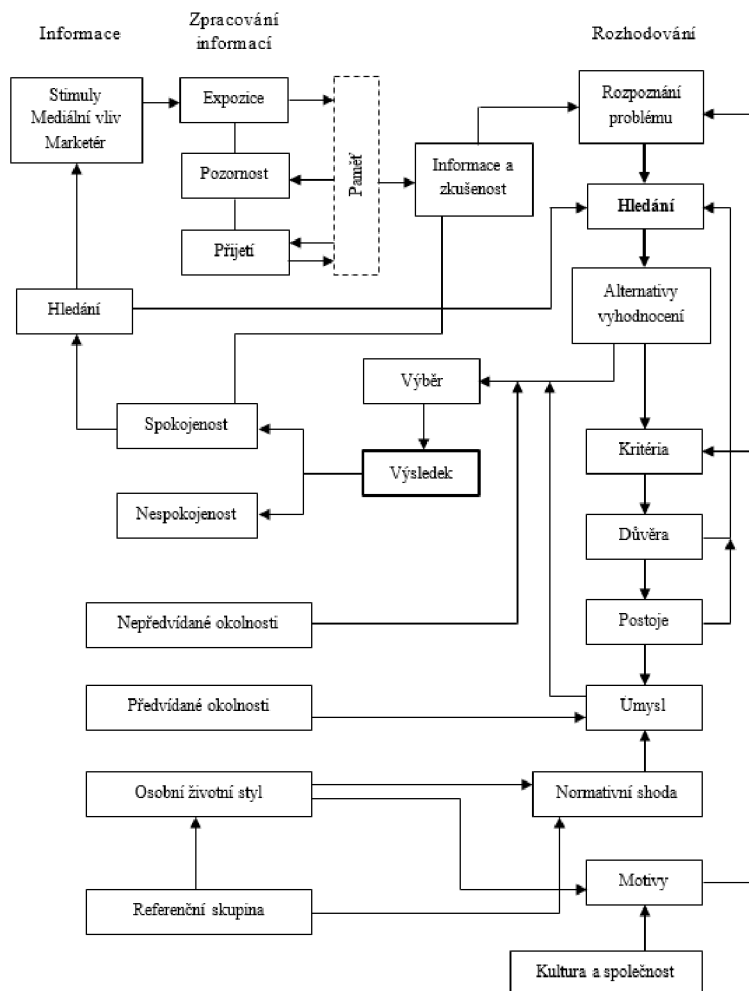 Informace
Zpracování
informací
Rozhodování
Stimuly
Mediální vliv
Marketér
Expozice
Pozornost
Přijetí
Paměť
Informace a
zkušenost
Rozpoznání
problému
Hledání
Alternativy
vyhodnocení
Hledání
Výběr
Spokojenost
Výsledek
Nespokojenost
Kritéria
Důvěra
Postoje
Nepředvídané okolnosti
Předvídané okolnosti
Úmysl
Osobní životní styl
Normativní shoda
Referenční skupina
Motivy
Kultura a společnost